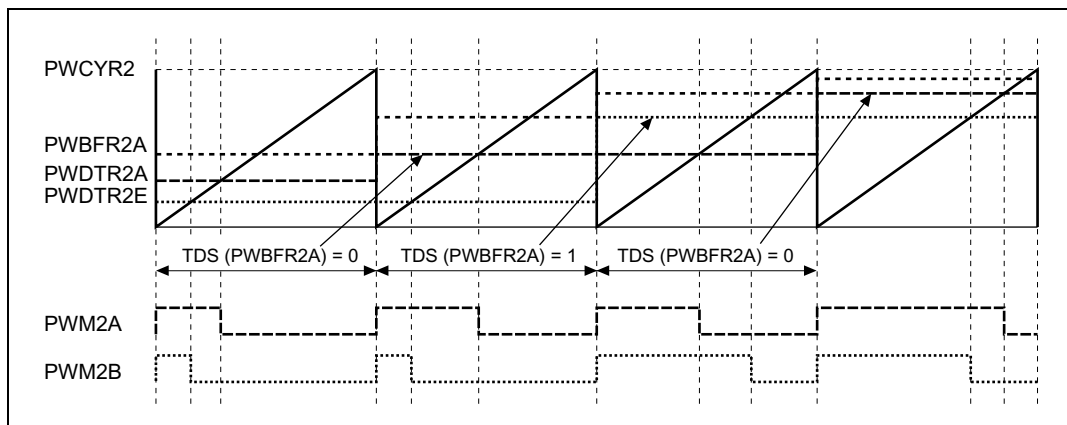 PWCYR2
PWBFR2A
PWDTR2A
PWDTR2E
TDS (PWBFR2A) = 0 TDS (PWBFR2A) = 1 TDS (PWBFR2A) = 0
PWM2A
PWM2B